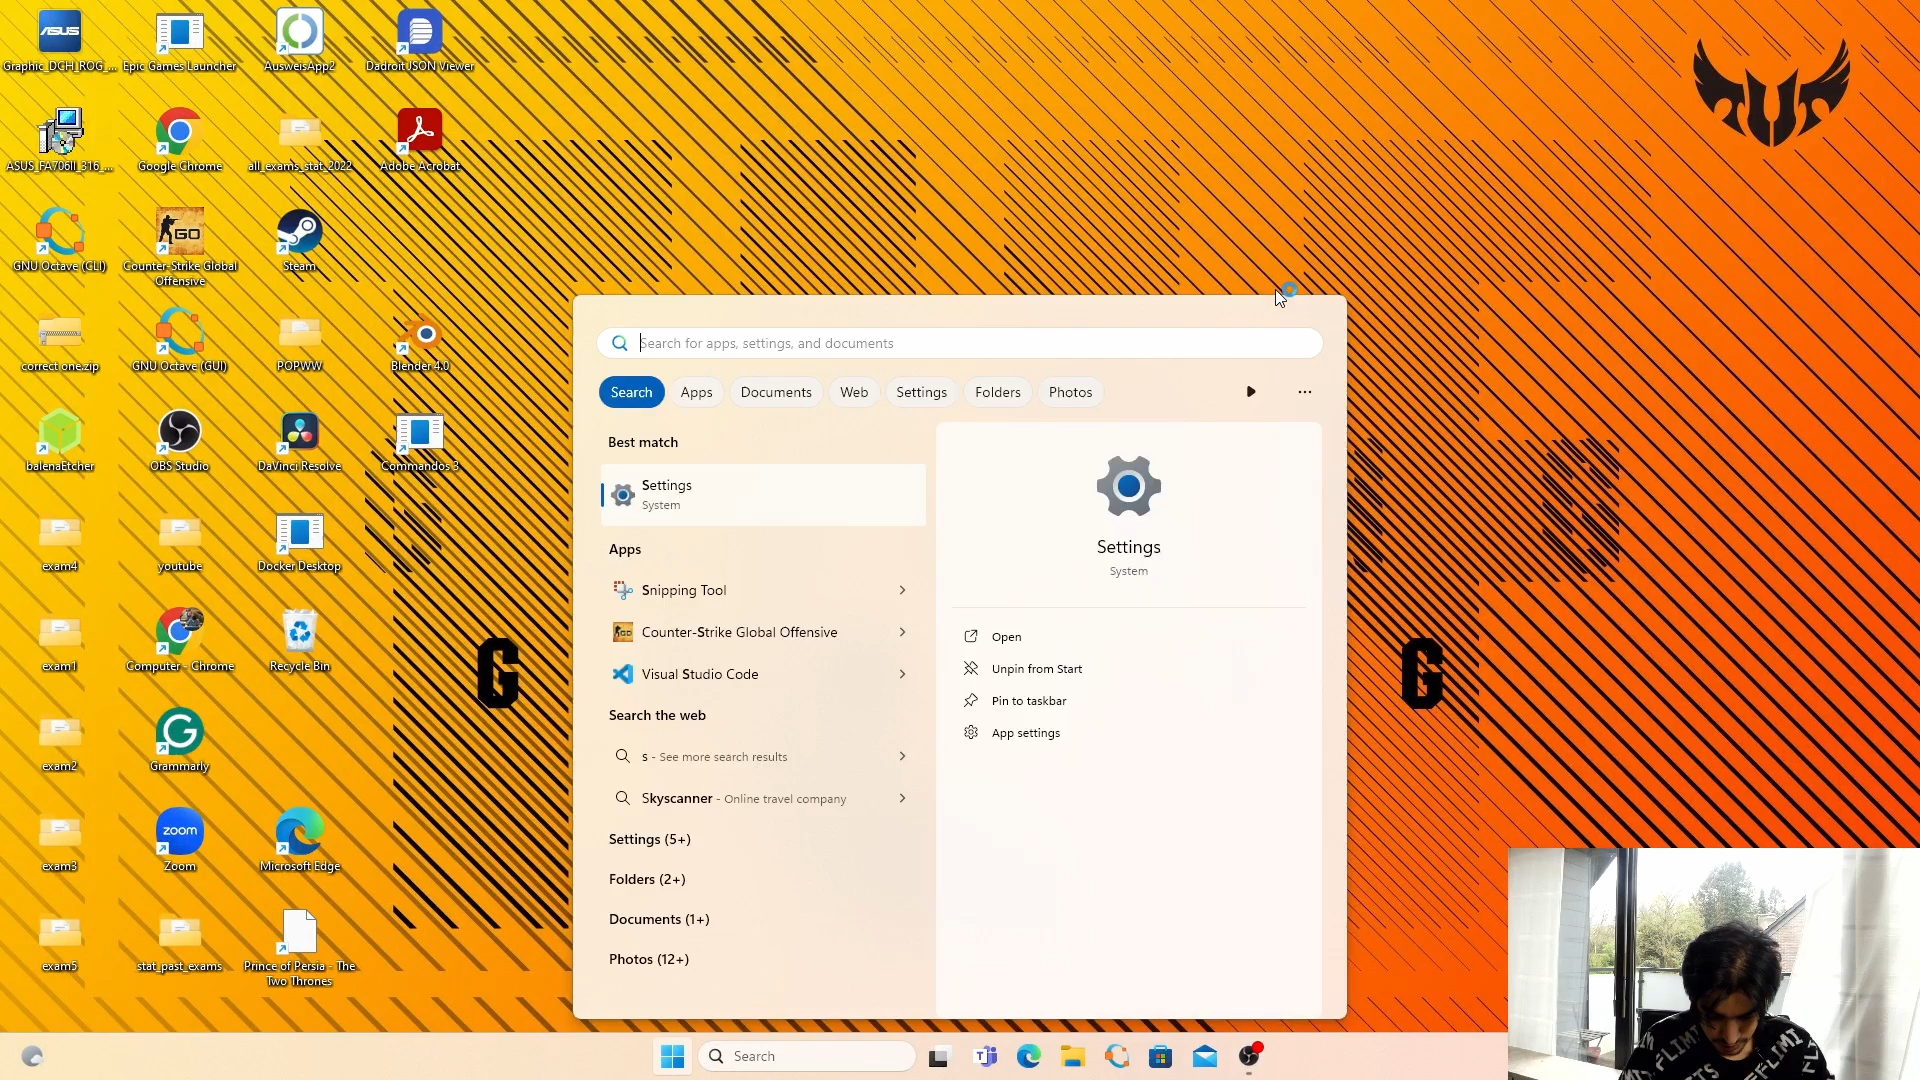 ASUS
Graphic_DCH_ROG_...
Epic Games Launcher
AusweisApp2
DadroitJSON Viewer
ASUS_FA706II_316_...
Google Chrome
all_exams_stat_2022
Adobe Acrobat
GNU Octave (CLI)
GO
Counter-Strike Global
Offensive
Steam
correct one.zip
GNU Octave (GUI)
POPWW
Blender 4.0
balenaEtcher
OBS Studio
DaVinci Resolve
Commandos 3
exam4
youtube
Docker Desktop
exam1
Computer - Chrome
Recycle Bin
exam2
Grammarly
exam3
zoom
Zoom
Microsoft Edge
exam5
stat_past_exams
Prince of Persia - The
Two Thrones
G
G
Search for apps, settings, and documents
Search
Apps
Documents
Web
Settings
Folders
Photos
Best match
Settings
System
Apps
Snipping Tool
Counter-Strike Global Offensive
Visual Studio Code
Search the web
s - See more search results
Skyscanner - Online travel company
Settings (5+)
Folders (2+)
Documents (1+)
Photos (12+)
Settings
System
Open
Unpin from Start
Pin to taskbar
App settings
Search